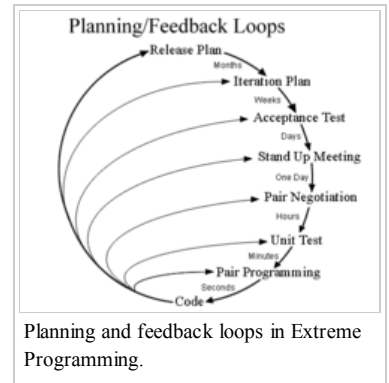 Planning/Feedback Loops
Release Plan
Months
Iteration Plan
Weeks
Acceptance Test
Days
Stand Up Meeting
One Day
Pair Negotiation
Hours
Unit Test
Minutes
Pair Programming
Seconds
Code
Planning and feedback loops in Extreme
Programming.